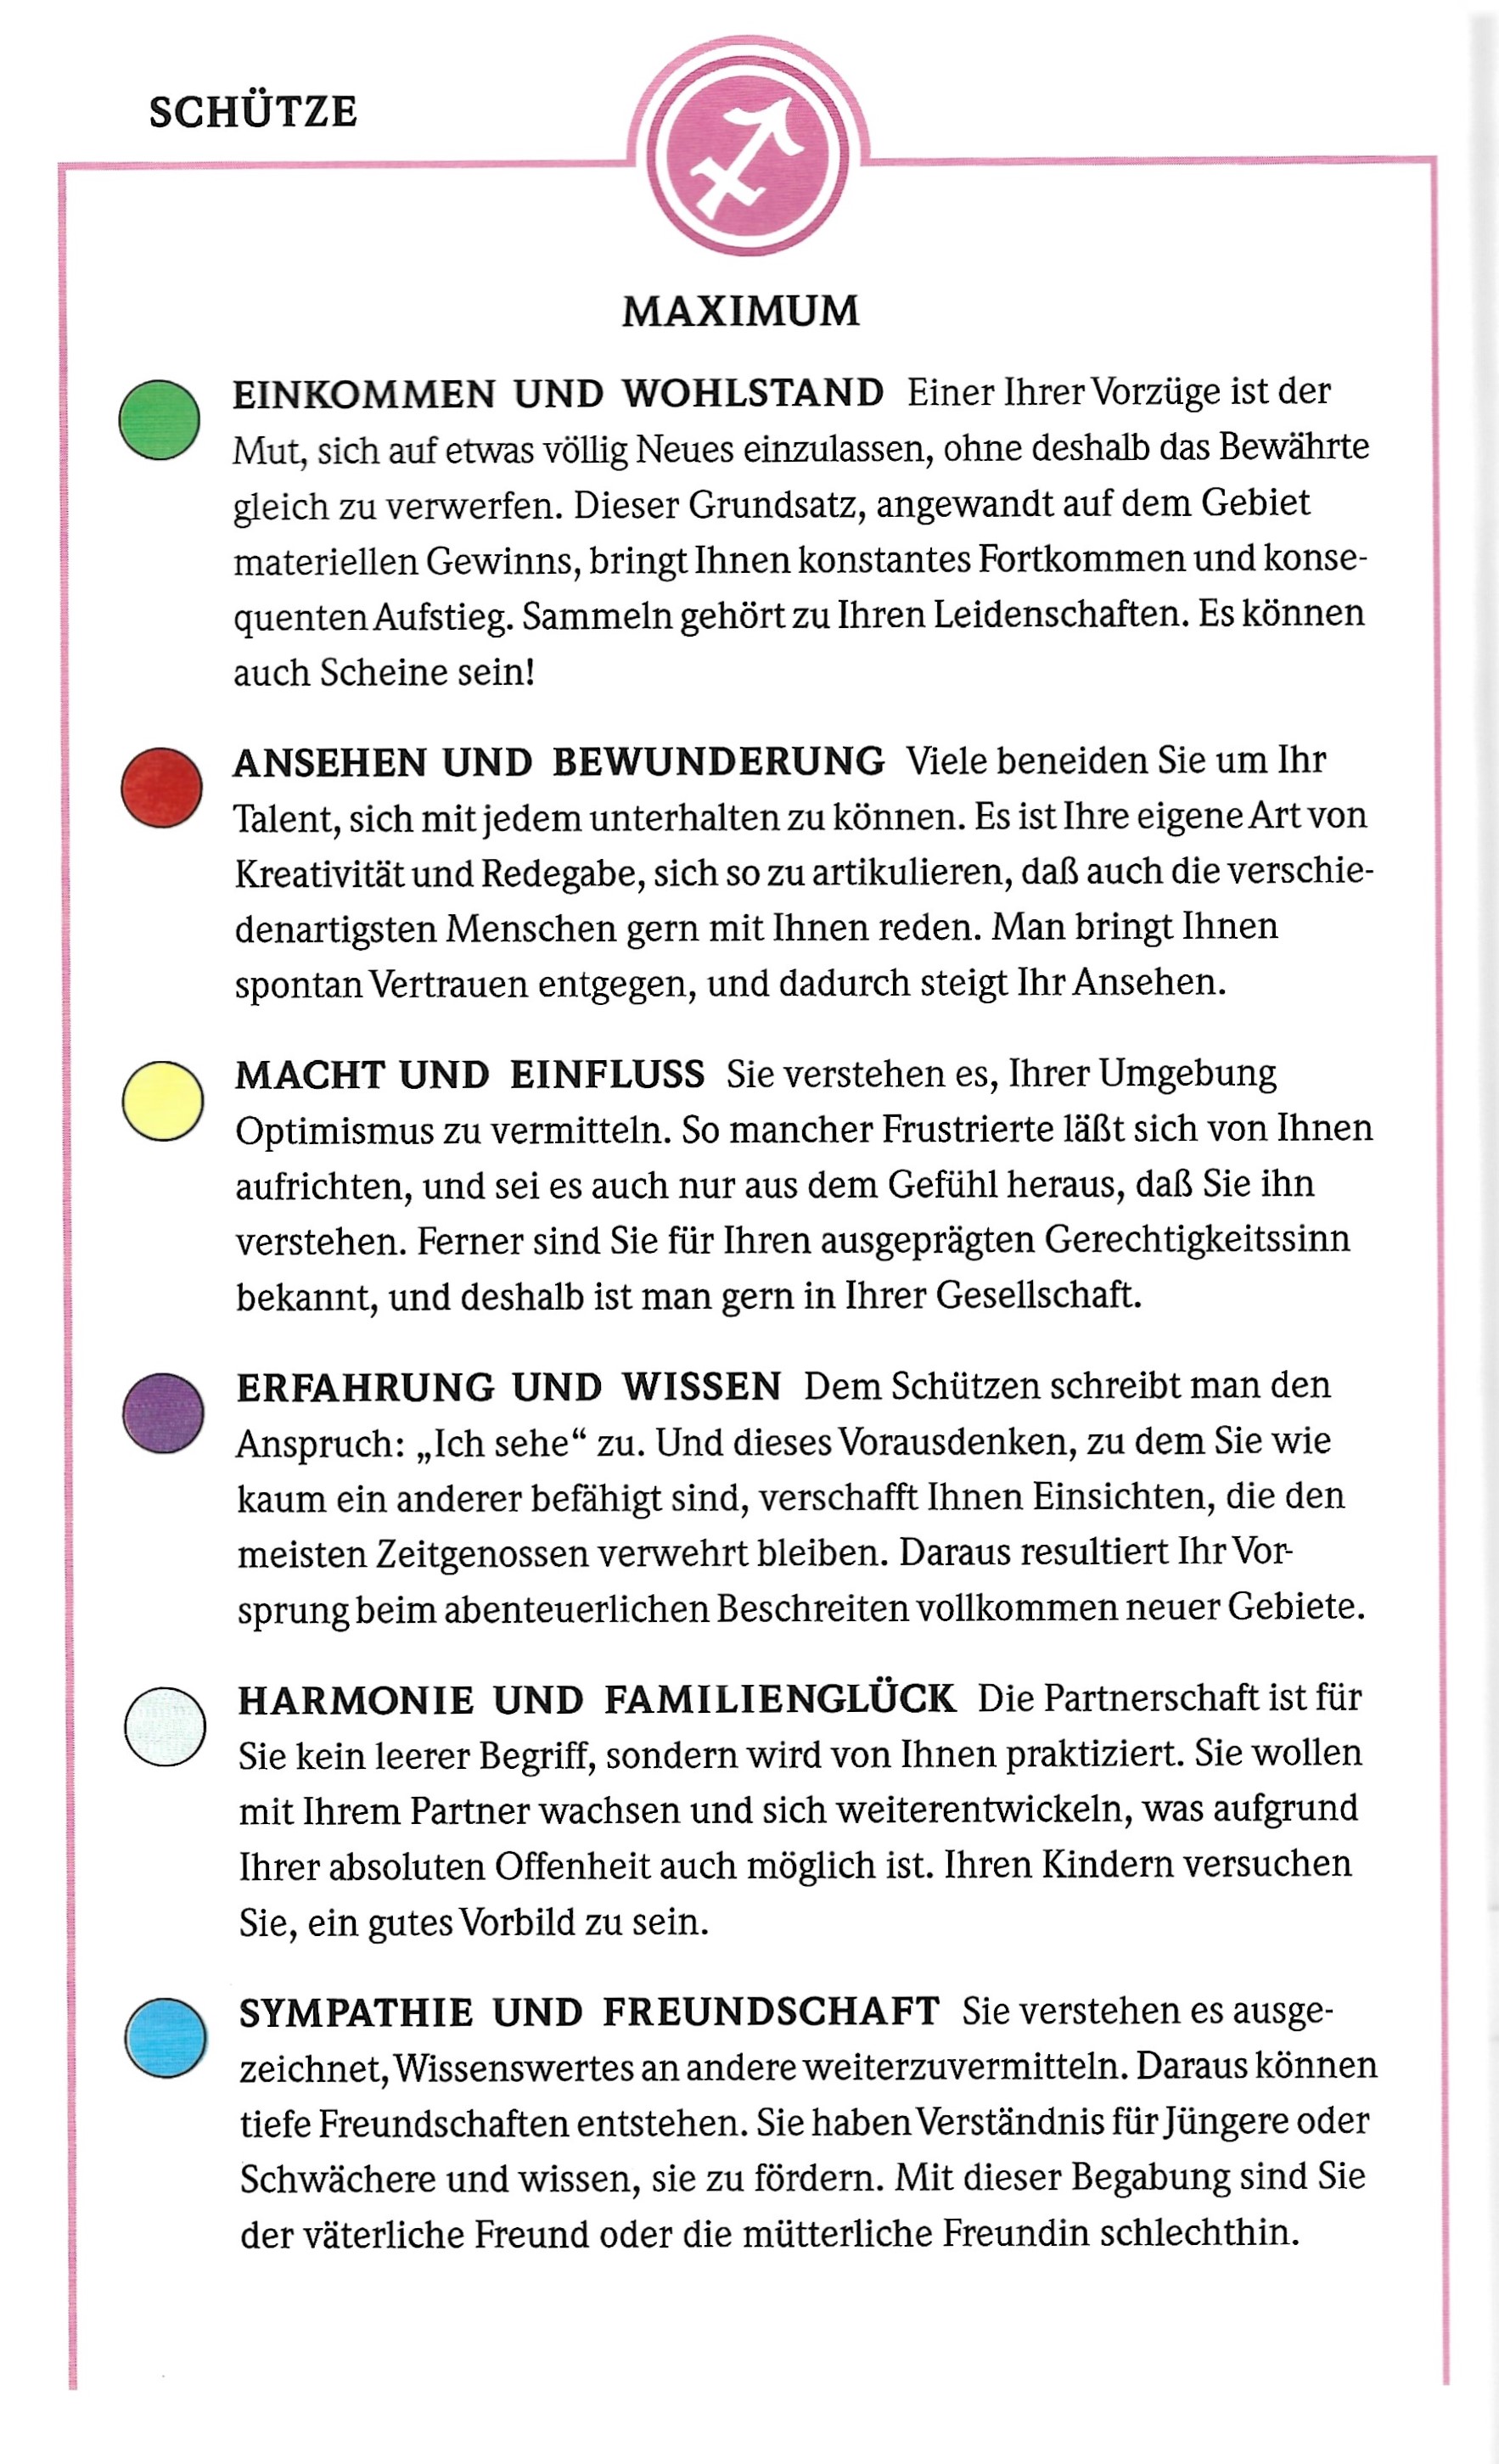 SCHÜTZE
MAXIMUM
EINKOMMEN UND WOHLSTAND Einer Ihrer Vorzüge ist der
Mut, sich auf etwas völlig Neues einzulassen, ohne deshalb das Bewährte
gleich zu verwerfen. Dieser Grundsatz, angewandt auf dem Gebiet
materiellen Gewinns, bringt Ihnen konstantes Fortkommen und konse-
quenten Aufstieg. Sammeln gehört zu Ihren Leidenschaften. Es können
auch Scheine sein!
ANSEHEN UND BEWUNDERUNG Viele beneiden Sie um Ihr
Talent, sich mit jedem unterhalten zu können. Es ist Ihre eigene Art von
Kreativität und Redegabe, sich so zu artikulieren, daß auch die verschie-
denartigsten Menschen gern mit Ihnen reden. Man bringt Ihnen
spontan Vertrauen entgegen, und dadurch steigt Ihr Ansehen.
MACHT UND EINFLUSS Sie verstehen es, Ihrer Umgebung
Optimismus zu vermitteln. So mancher Frustrierte läßt sich von Ihnen
aufrichten, und sei es auch nur aus dem Gefühl heraus, daß Sie ihn
verstehen. Ferner sind Sie für Ihren ausgeprägten Gerechtigkeitssinn
bekannt, und deshalb ist man gern in Ihrer Gesellschaft.
ERFAHRUNG UND WISSEN Dem Schützen schreibt man den
Anspruch: „Ich sehe“ zu. Und dieses Vorausdenken, zu dem Sie wie
kaum ein anderer befähigt sind, verschafft Ihnen Einsichten, die den
meisten Zeitgenossen verwehrt bleiben. Daraus resultiert Ihr Vor-
sprung beim abenteuerlichen Beschreiten vollkommen neuer Gebiete.
HARMONIE UND FAMILIENGLÜCK Die Partnerschaft ist für
Sie kein leerer Begriff, sondern wird von Ihnen praktiziert. Sie wollen
mit Ihrem Partner wachsen und sich weiterentwickeln, was aufgrund
Ihrer absoluten Offenheit auch möglich ist. Ihren Kindern versuchen
Sie, ein gutes Vorbild zu sein.
SYMPATHIE UND FREUNDSCHAFT Sie verstehen es ausge-
zeichnet, Wissenswertes an andere weiterzuvermitteln. Daraus können
tiefe Freundschaften entstehen. Sie haben Verständnis für Jüngere oder
Schwächere und wissen, sie zu fördern. Mit dieser Begabung sind Sie
der väterliche Freund oder die mütterliche Freundin schlechthin.